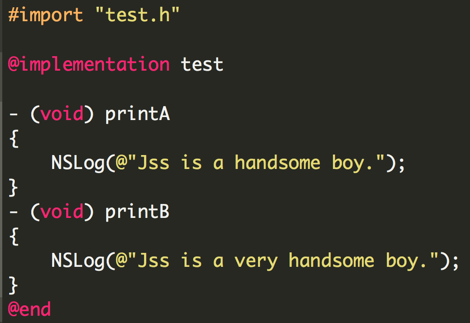 #import "test.h"
@implementation test
- (void) printA
{
    NSLog(@"Jss is a handsome boy.");
}
- (void) printB
{
    NSLog(@"Jss is a very handsome boy.");
}
@end